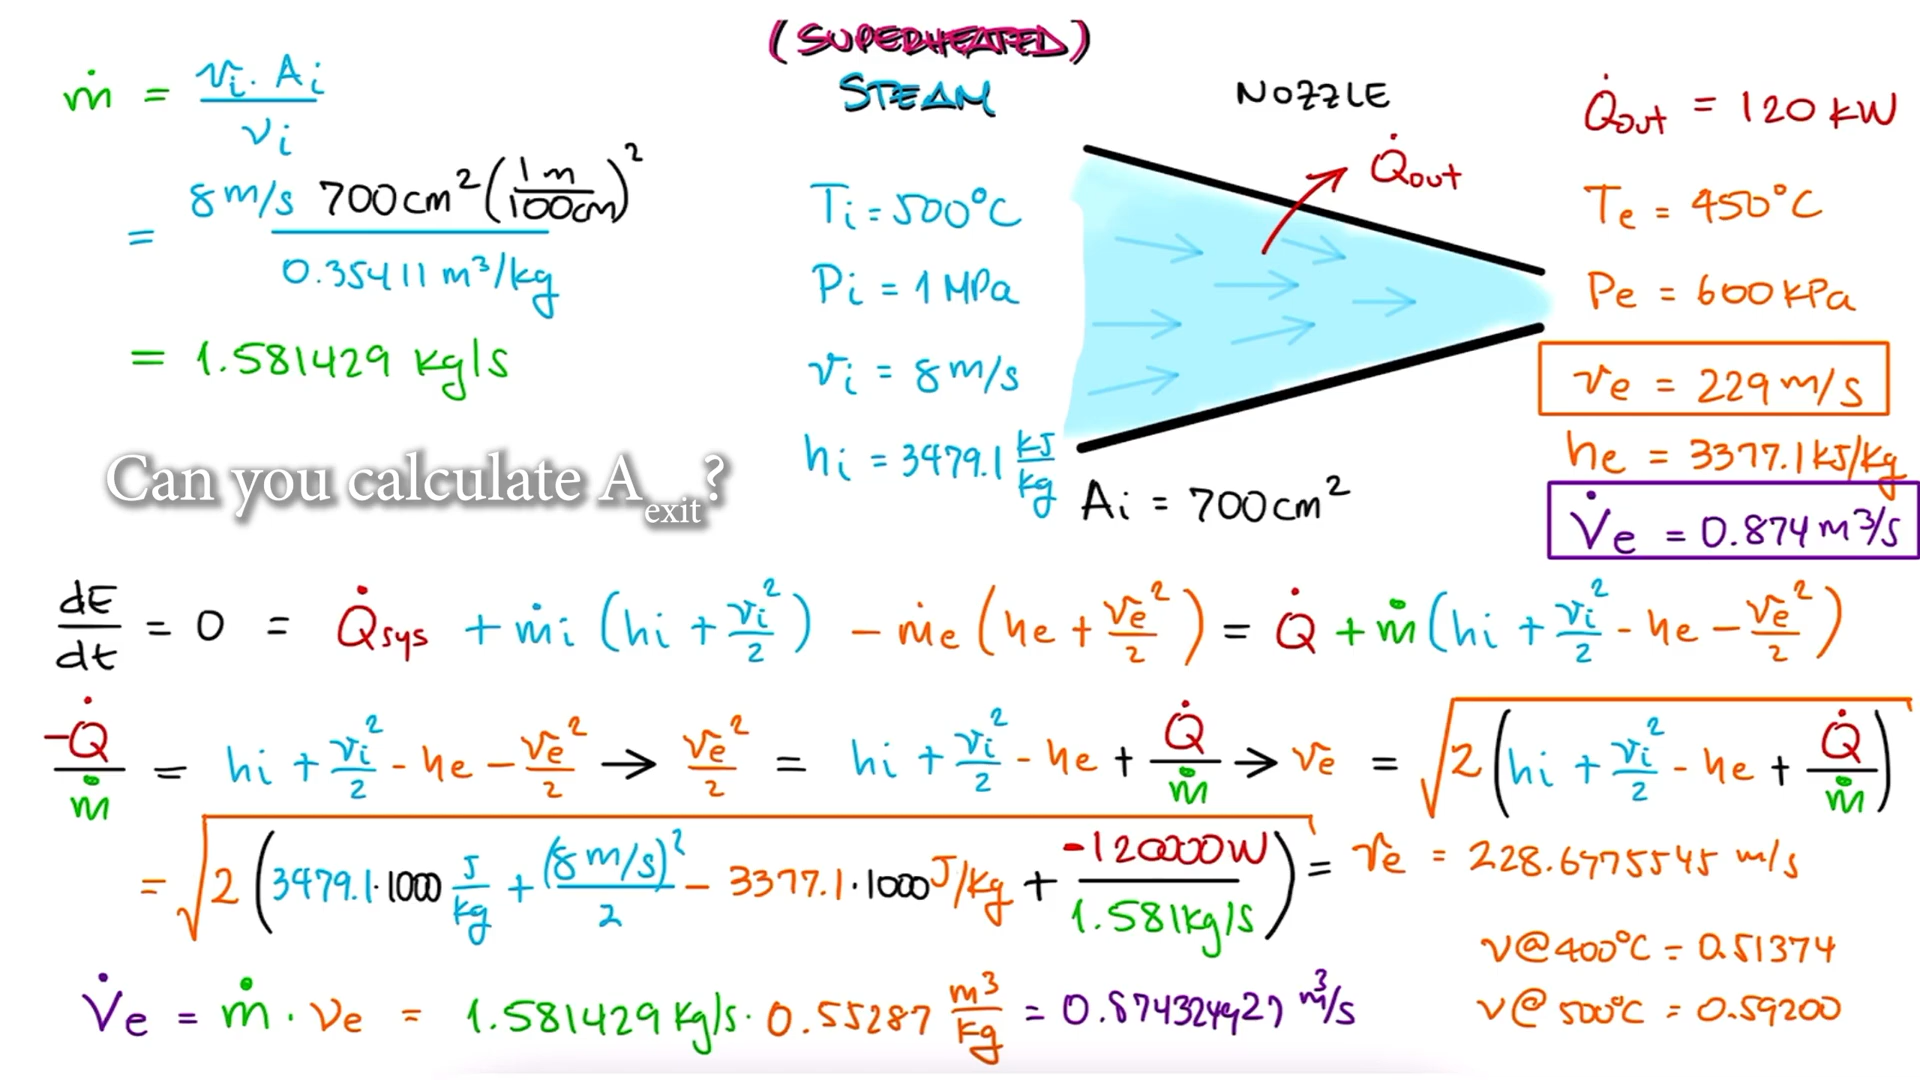 (SUPERHEATED)
STEAM
NOZZLE
ṁ = vi · Ai / νi
= 8 m/s 700 cm² (1 m / 100 cm)² / 0.35411 m³/kg
= 1.581429 kg/s
Can you calculate A_exit?
Ti = 500°C
Pi = 1 MPa
vi = 8 m/s
hi = 3479.1 kJ/kg
Q̇out
Ai = 700 cm²
Q̇out = 120 kW
Te = 450°C
Pe = 600 kPa
ve = 229 m/s
he = 3377.1 kJ/kg
V̇e = 0.874 m³/s
dE/dt = 0 = Q̇sys + ṁi (hi + vi²/2) - ṁe (he + ve²/2) = Q̇ + ṁ (hi + vi²/2 - he - ve²/2)
-Q̇/ṁ = hi + vi²/2 - he - ve²/2 → ve²/2 = hi + vi²/2 - he + Q̇/ṁ → ve = √(2 (hi + vi²/2 - he + Q̇/ṁ))
= √(2 (3479.1·1000 J/kg + (8 m/s)²/2 - 3377.1·1000 J/kg + -120000 W / 1.581 kg/s)) = ve = 228.6775545 m/s
V̇e = ṁ · νe = 1.581429 kg/s · 0.55287 m³/kg = 0.874324927 m³/s
ν@400°C = 0.51374
ν@500°C = 0.59200